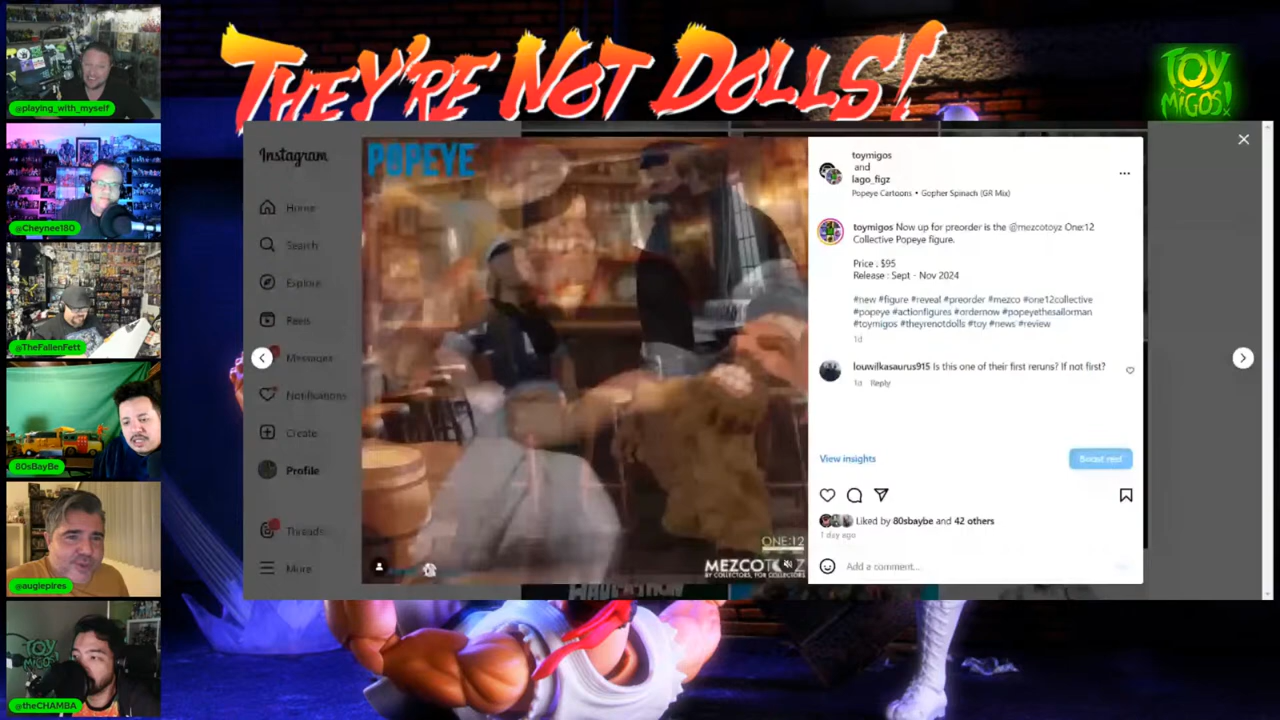 THEY'RE NOT DOLLS!
TOY
MIGOS!
@playing_with_myself
@Cheynee180
@TheFallenFett
80sBayBe
@augiepires
TOY
MIGOS
@theCHAMBA
Instagram
Home
Search
Explore
Reels
Messages
Notifications
Create
Profile
Threads
More
POPEYE
ONE:12
BY COLLECTORS, FOR COLLECTORS
toymigos
and
lago_figz
Popeye Cartoons • Gopher Spinach (GR Mix)
toymigos Now up for preorder is the @mezcotoyz One:12
Collective Popeye figure.
Price : $95
Release : Sept - Nov 2024
#new #figure #reveal #preorder #mezco #one12collective
#popeye #actionfigures #ordernow #popeyethesailorman
#toymigos #theyrenotdolls #toy #news #review
1d
louwilkasaurus915 Is this one of their first reruns? If not first?
1d Reply
View insights
Boost reel
Liked by 80sbaybe and 42 others
1 day ago
Add a comment...